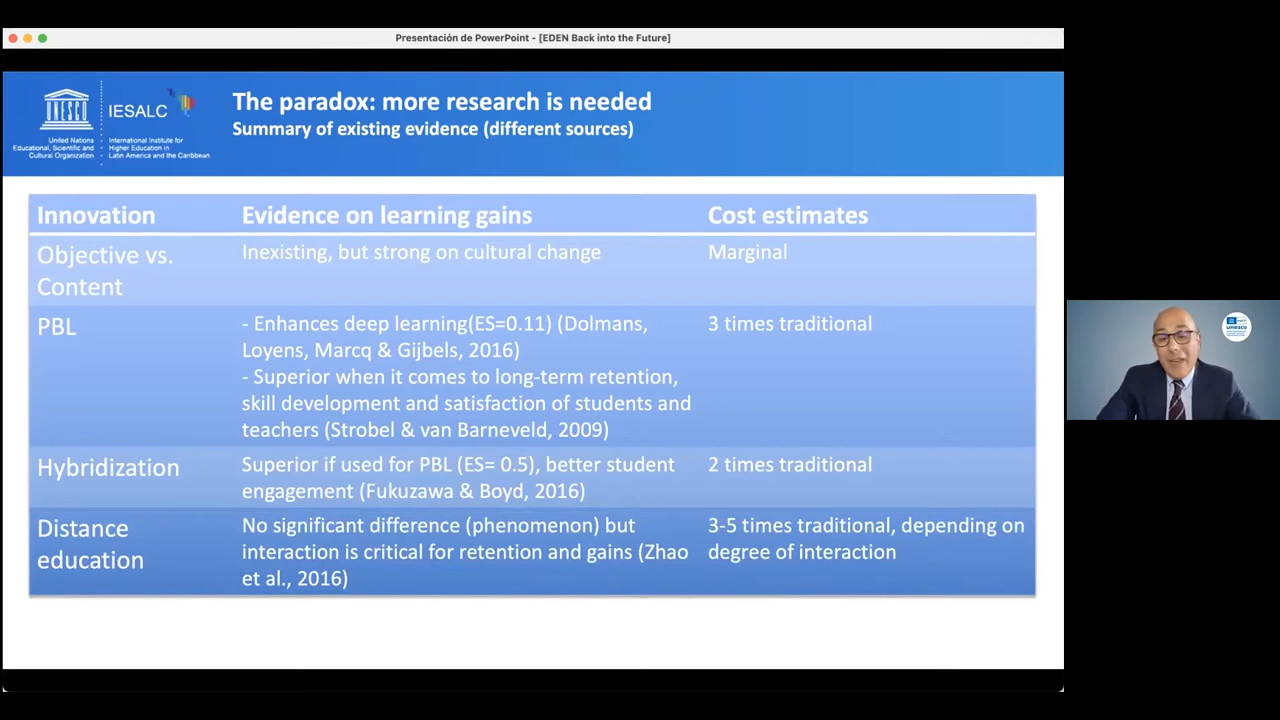 Presentación de PowerPoint - [EDEN Back into the Future]
UNESCO
IESALC
United Nations
Educational, Scientific and
Cultural Organization
International Institute for
Higher Education in
Latin America and the Caribbean
The paradox: more research is needed
Summary of existing evidence (different sources)
Innovation
Evidence on learning gains
Cost estimates
Objective vs.
Content
Inexisting, but strong on cultural change
Marginal
PBL
- Enhances deep learning(ES=0.11) (Dolmans,
Loyens, Marcq & Gijbels, 2016)
- Superior when it comes to long-term retention,
skill development and satisfaction of students and
teachers (Strobel & van Barneveld, 2009)
3 times traditional
Hybridization
Superior if used for PBL (ES= 0.5), better student
engagement (Fukuzawa & Boyd, 2016)
2 times traditional
Distance
education
No significant difference (phenomenon) but
interaction is critical for retention and gains (Zhao
et al., 2016)
3-5 times traditional, depending on
degree of interaction
unesco